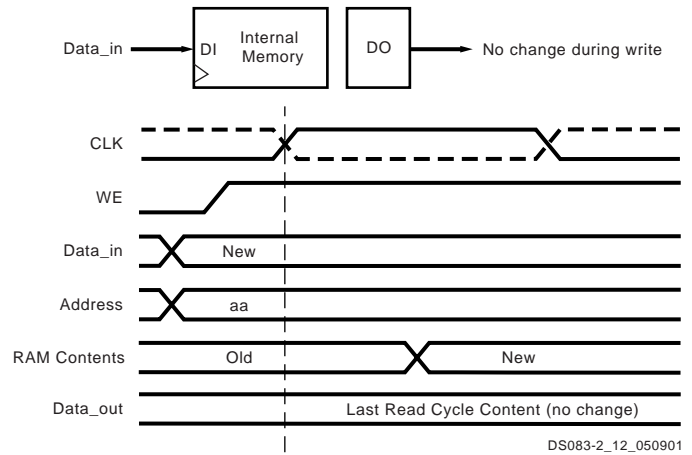 Data_in DI Internal Memory DO No change during write
CLK
WE
Data_in New
Address aa
RAM Contents Old New
Data_out Last Read Cycle Content (no change)
DS083-2_12_050901